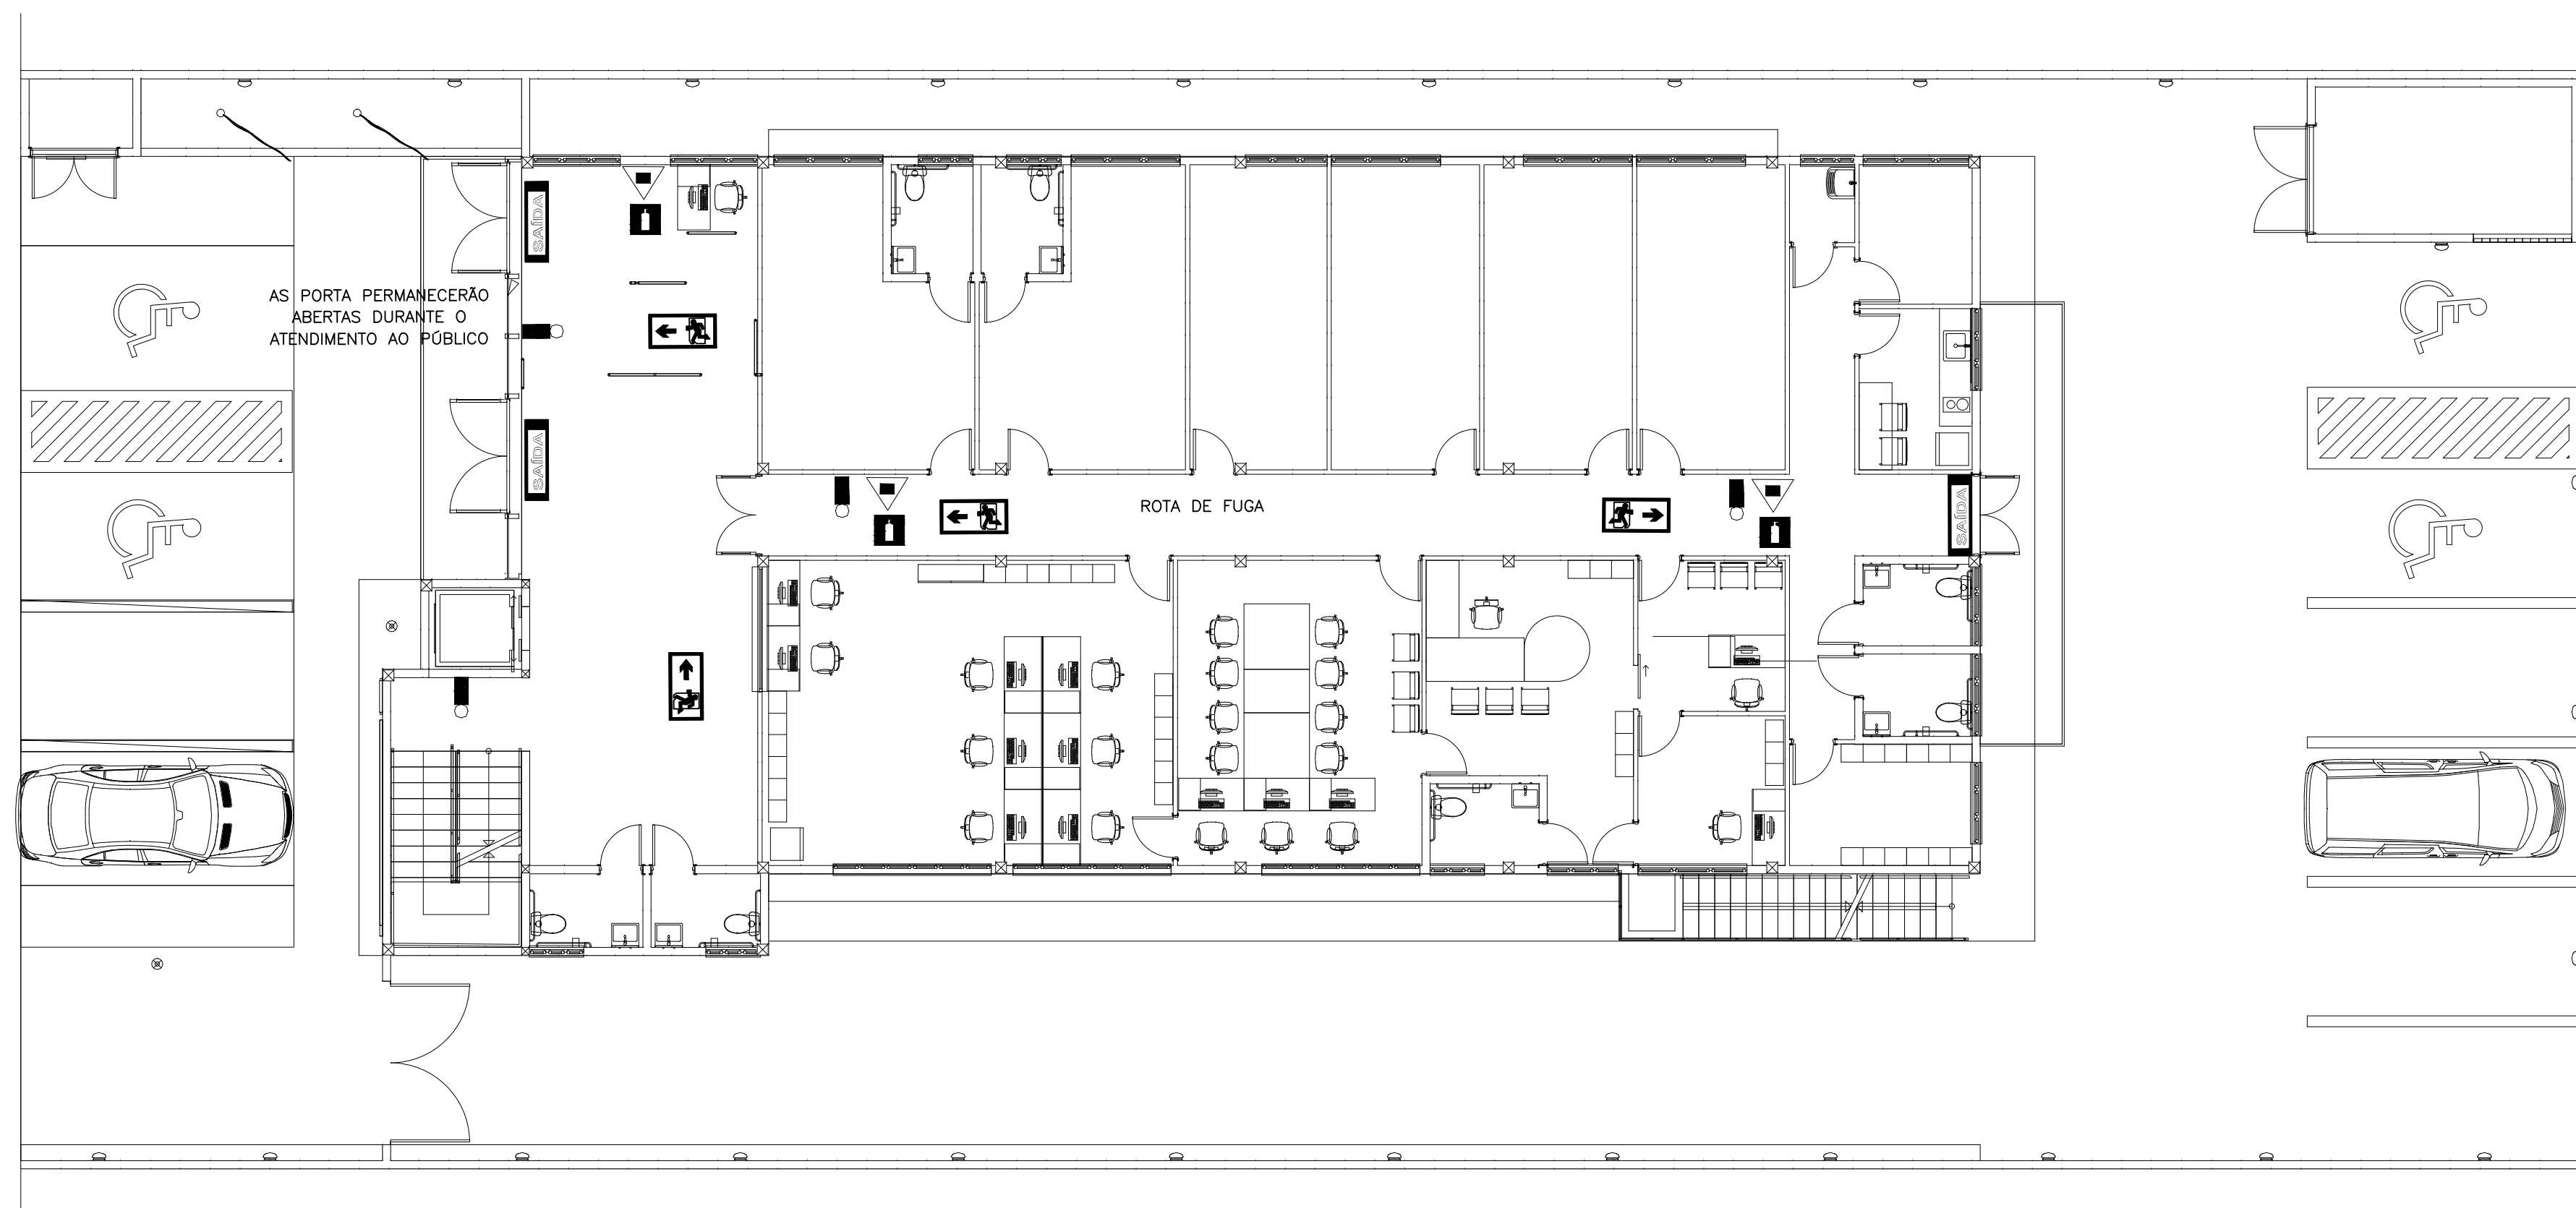 SAÍDA
AS PORTA PERMANECERÃO
ABERTAS DURANTE O
ATENDIMENTO AO PÚBLICO
SAÍDA
ROTA DE FUGA
SAÍDA